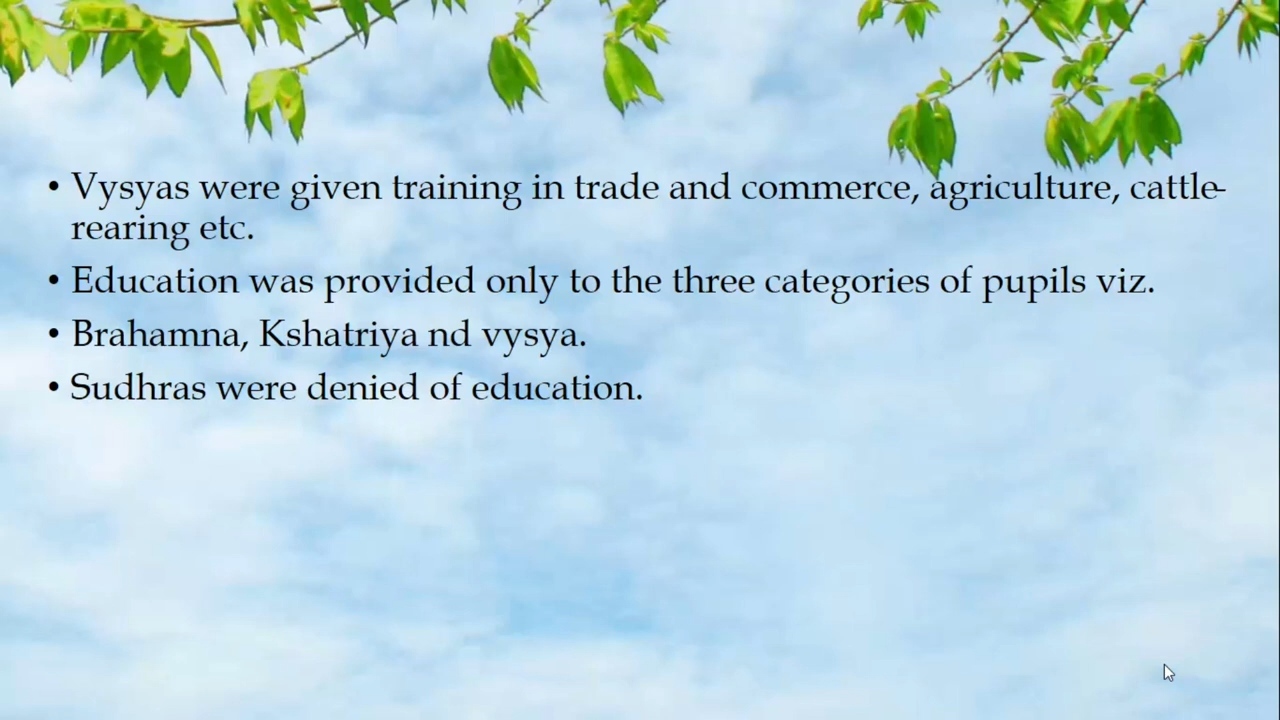 • Vysyas were given training in trade and commerce, agriculture, cattle-
rearing etc.
• Education was provided only to the three categories of pupils viz.
• Brahamna, Kshatriya nd vysya.
• Sudhras were denied of education.